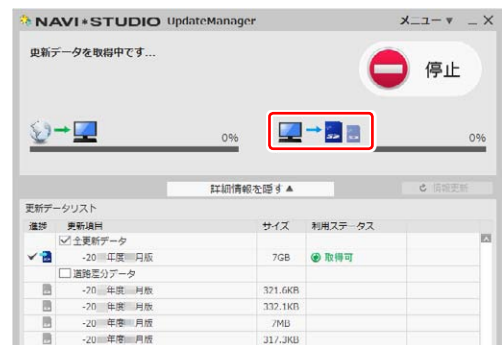 NAVI*STUDIO UpdateManager メニュー ▼ _ X
更新データを取得中です...
停止
0% 0%
詳細情報を隠す▲ 情報更新
更新データリスト
進捗 更新項目 サイズ 利用ステータス
全更新データ
-20 年度 月版 7GB 取得可
道路差分データ
-20 年度 月版 321.6KB
-20 年度 月版 332.1KB
-20 年度 月版 7MB
-20 年度 月版 317.3KB